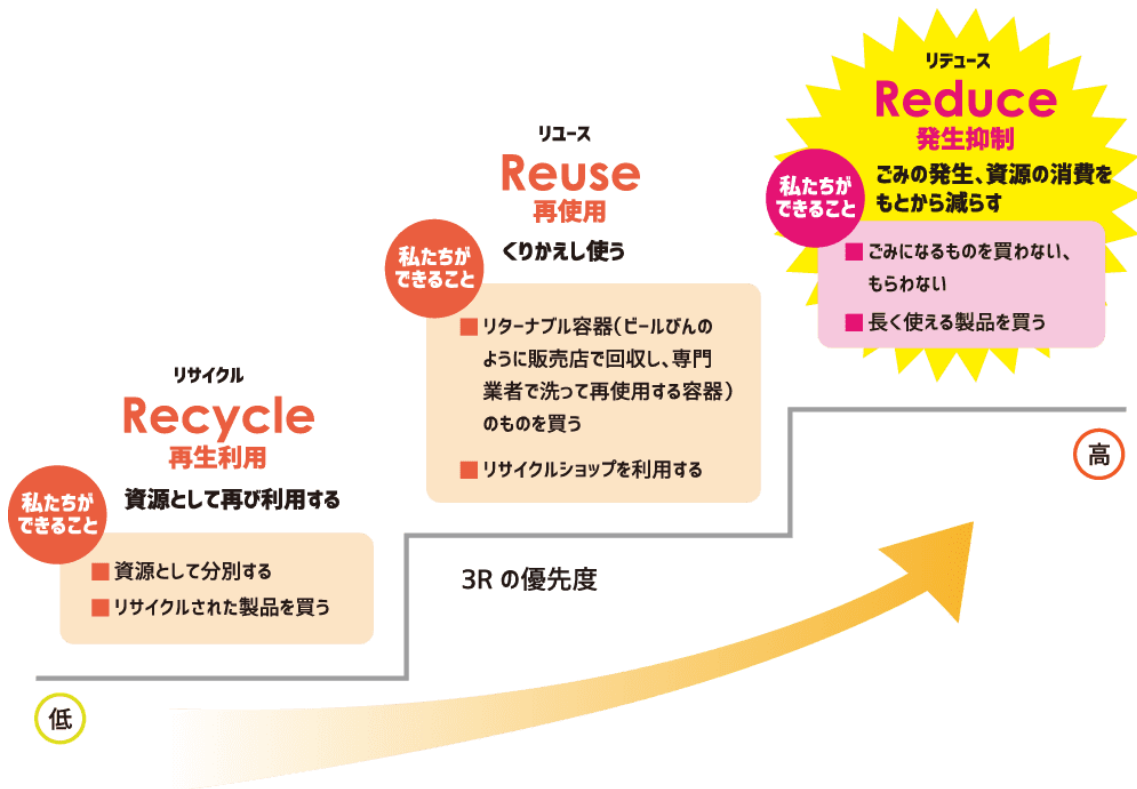 リサイクル
Recycle
再生利用
資源として再び利用する
私たちが
できること
■ 資源として分別する
■ リサイクルされた製品を買う
リユース
Reuse
再使用
くりかえし使う
私たちが
できること
■ リターナブル容器(ビールびんの
ように販売店で回収し、専門
業者で洗って再使用する容器)
のものを買う
■ リサイクルショップを利用する
リデュース
Reduce
発生抑制
ごみの発生、資源の消費を
もとから減らす
私たちが
できること
■ ごみになるものを買わない、
もらわない
■ 長く使える製品を買う
3R の優先度
低
高